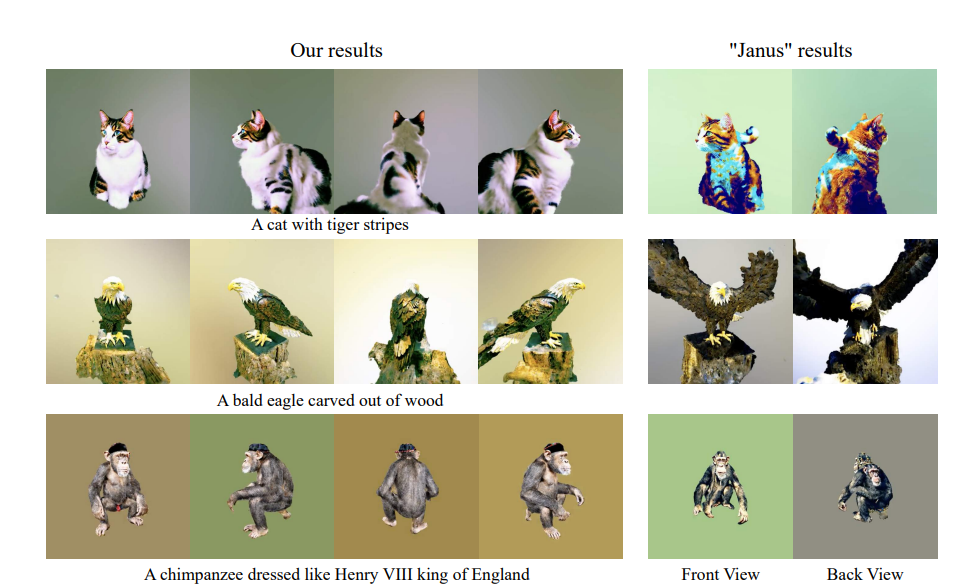 Our results
"Janus" results
A cat with tiger stripes
A bald eagle carved out of wood
A chimpanzee dressed like Henry VIII king of England
Front View
Back View